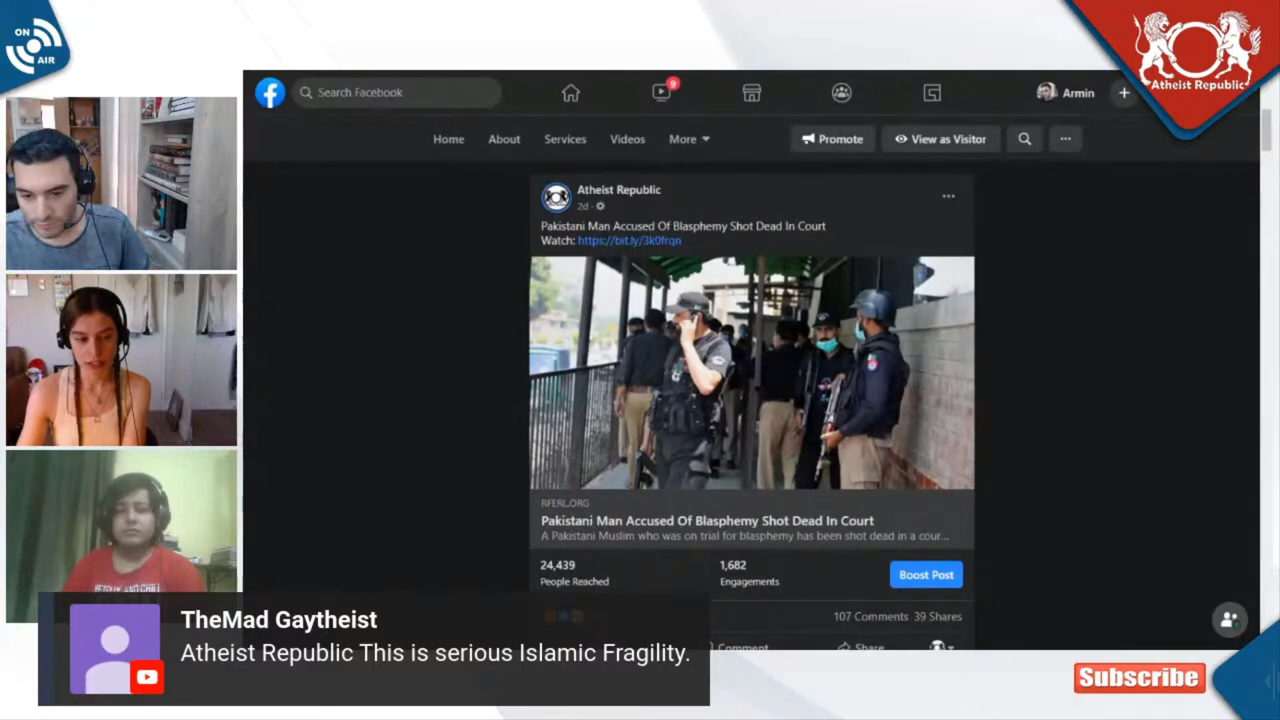 ON
AIR
Atheist Republic
Search Facebook
9
Armin
Home
About
Services
Videos
More
Promote
View as Visitor
Atheist Republic
2d
Pakistani Man Accused Of Blasphemy Shot Dead In Court
Watch: https://bit.ly/3k0frqn
RFERL.ORG
Pakistani Man Accused Of Blasphemy Shot Dead In Court
A Pakistani Muslim who was on trial for blasphemy has been shot dead in a cour...
24,439
People Reached
1,682
Engagements
Boost Post
107 Comments 39 Shares
Comment
Share
TheMad Gaytheist
Atheist Republic This is serious Islamic Fragility.
Subscribe